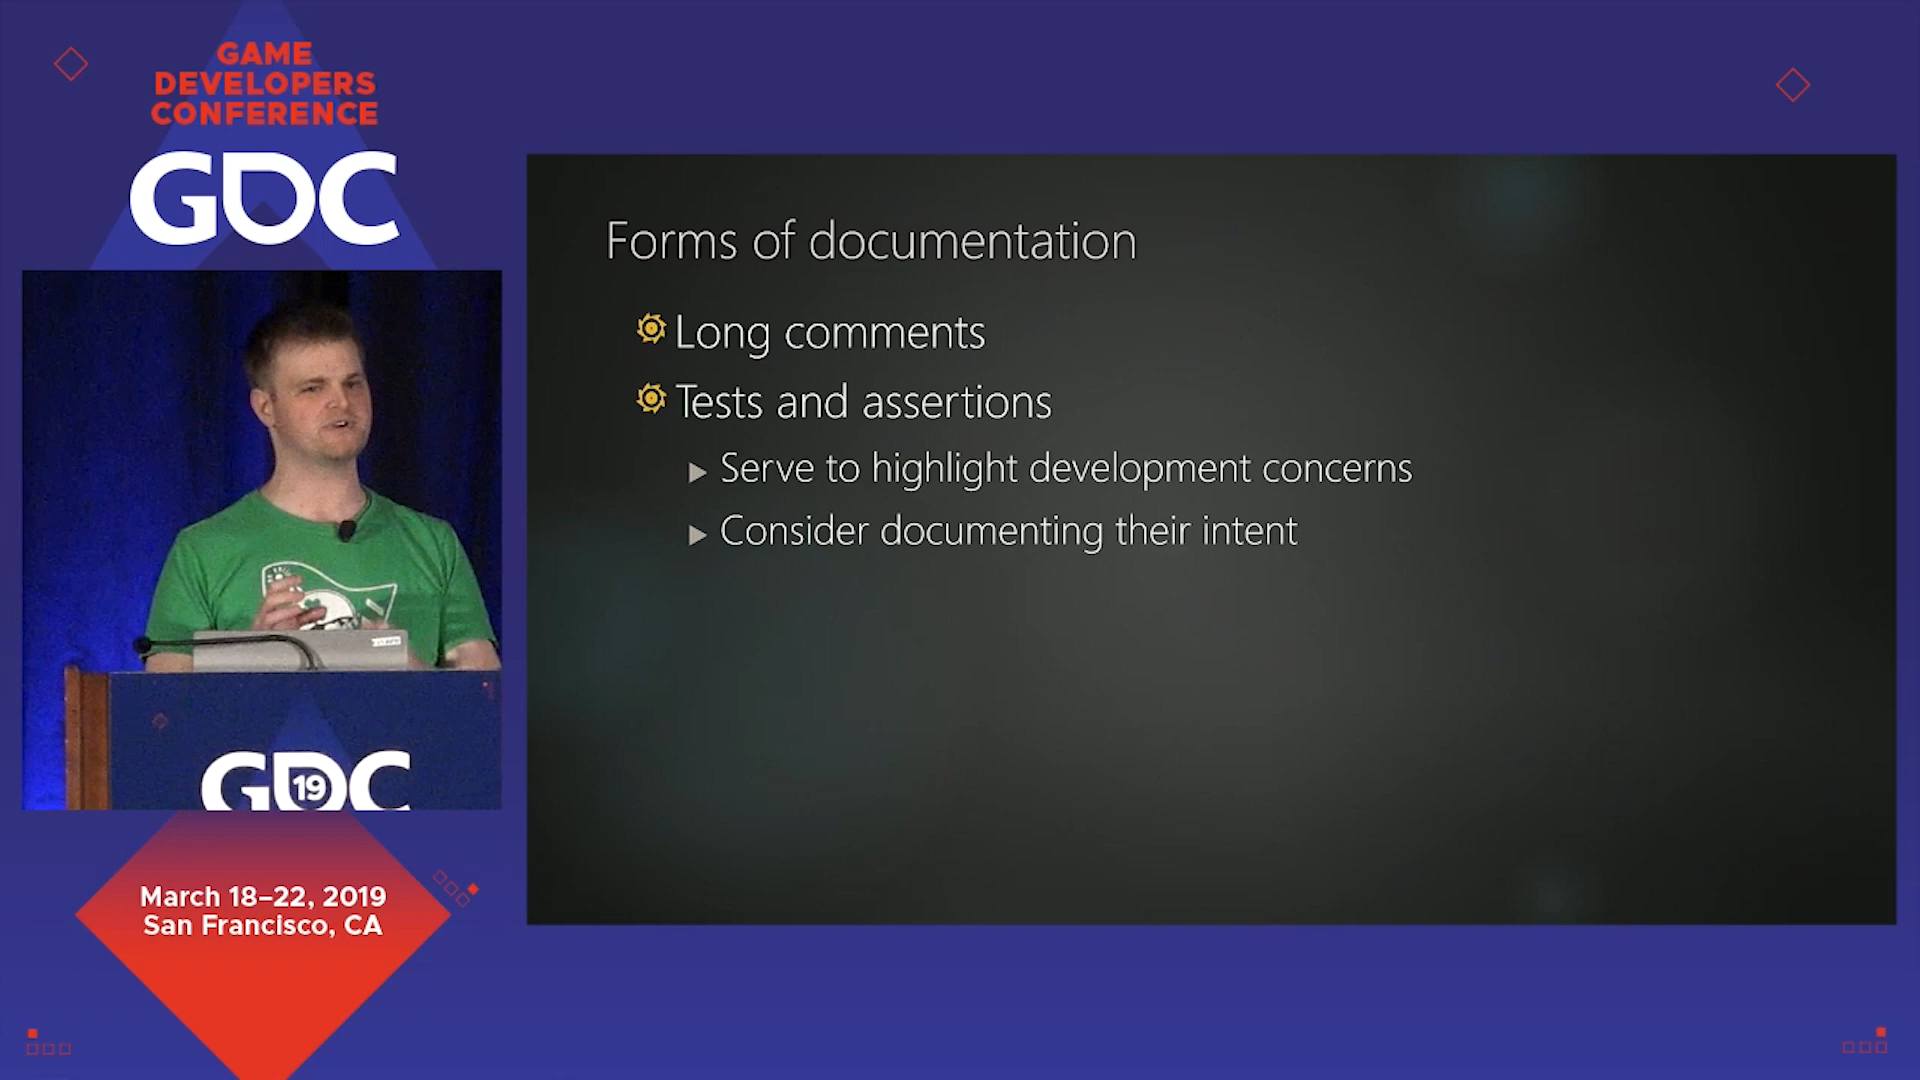 GAME
DEVELOPERS
CONFERENCE
GDC
Forms of documentation
Long comments
Tests and assertions
Serve to highlight development concerns
Consider documenting their intent
GDC
19
March 18–22, 2019
San Francisco, CA